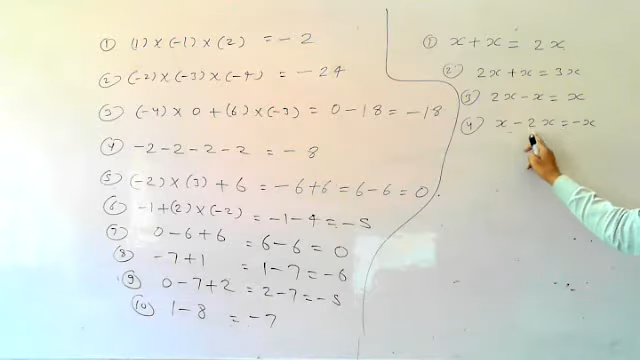 ① (1) × (-1) × (2) = -2
② (-2) × (-3) × (-4) = -24
③ (-4) × 0 + (6) × (-3) = 0 - 18 = -18
④ -2 -2 -2 -2 = -8
⑤ (-2) × (3) + 6 = -6 + 6 = 6 - 6 = 0.
⑥ -1 + (2) × (-2) = -1 - 4 = -5
⑦ 0 - 6 + 6 = 6 - 6 = 0
⑧ -7 + 1 = 1 - 7 = -6
⑨ 0 - 7 + 2 = 2 - 7 = -5
⑩ 1 - 8 = -7
① x + x = 2x
② 2x + x = 3x
③ 2x - x = x
④ x - 2x = -x